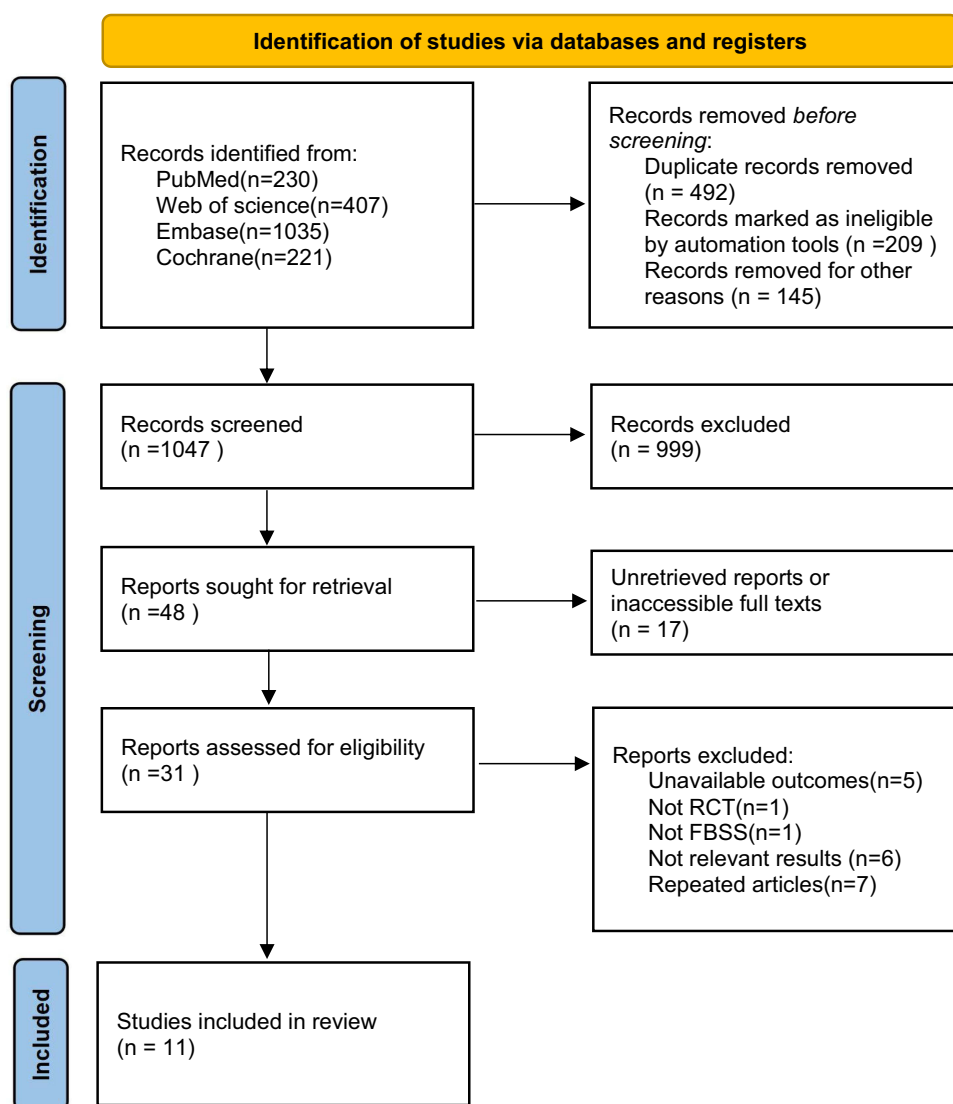 Identification of studies via databases and registers
Identification
Records identified from:
PubMed(n=230)
Web of science(n=407)
Embase(n=1035)
Cochrane(n=221)
Records removed before
screening:
Duplicate records removed
(n = 492)
Records marked as ineligible
by automation tools (n =209 )
Records removed for other
reasons (n = 145)
Screening
Records screened
(n =1047 )
Records excluded
(n = 999)
Reports sought for retrieval
(n =48 )
Unretrieved reports or
inaccessible full texts
(n = 17)
Reports assessed for eligibility
(n =31 )
Reports excluded:
Unavailable outcomes(n=5)
Not RCT(n=1)
Not FBSS(n=1)
Not relevant results (n=6)
Repeated articles(n=7)
Included
Studies included in review
(n = 11)